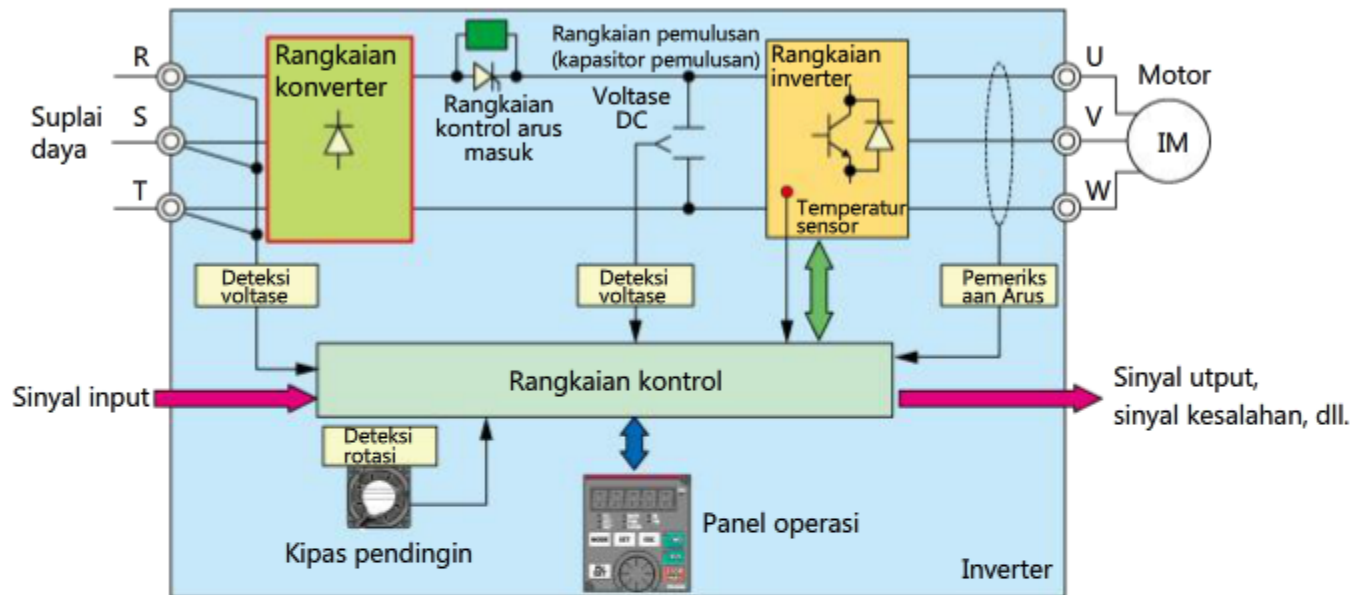 R
S
T
Suplai
daya
Rangkaian
konverter
Rangkaian
kontrol arus
masuk
Rangkaian pemulusan
(kapasitor pemulusan)
Voltase
DC
Rangkaian
inverter
Temperatur
sensor
U
V
W
Motor
IM
Deteksi
voltase
Deteksi
voltase
Pemeriks
aan Arus
Sinyal input
Rangkaian kontrol
Sinyal utput,
sinyal kesalahan, dll.
Deteksi
rotasi
Kipas pendingin
Panel operasi
MODE
SET
Inverter